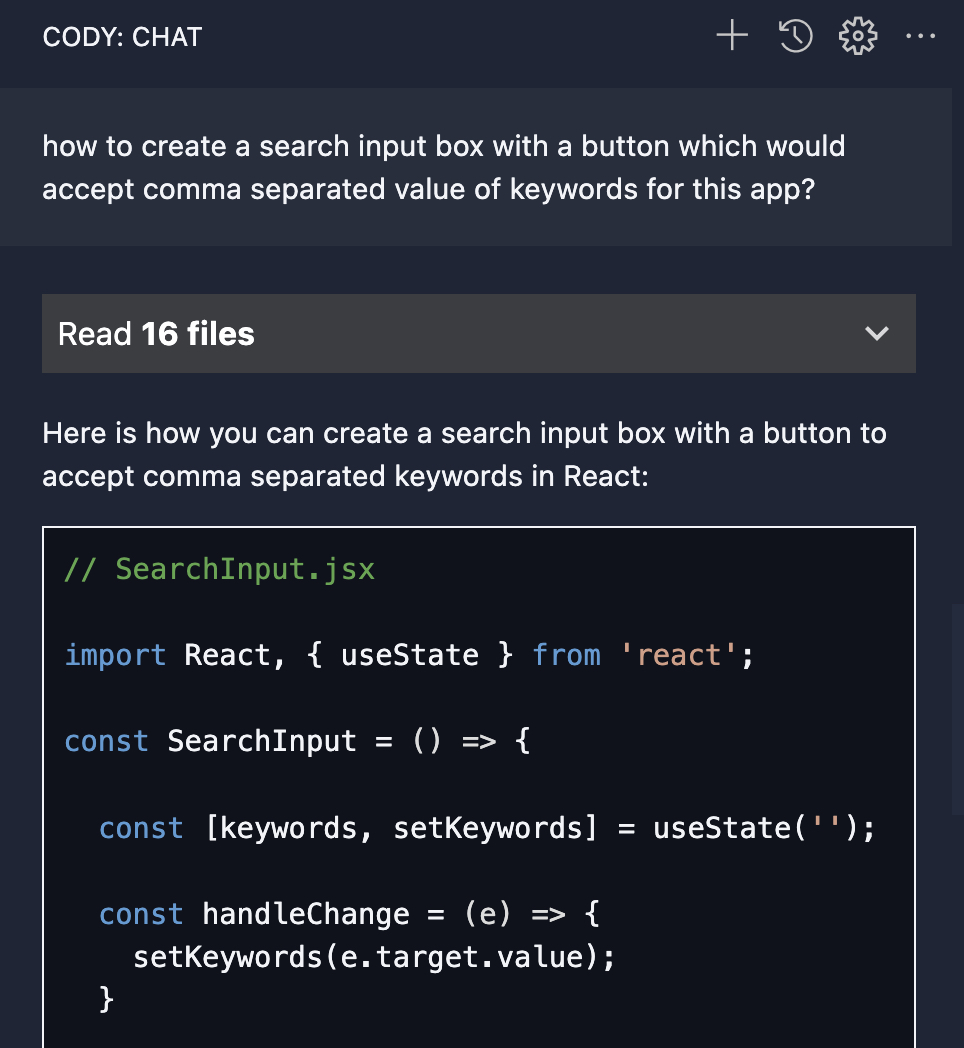 CODY: CHAT
how to create a search input box with a button which would
accept comma separated value of keywords for this app?
Read 16 files
Here is how you can create a search input box with a button to
accept comma separated keywords in React:
// SearchInput.jsx
import React, { useState } from 'react';
const SearchInput = () => {
  const [keywords, setKeywords] = useState('');
  const handleChange = (e) => {
    setKeywords(e.target.value);
  }